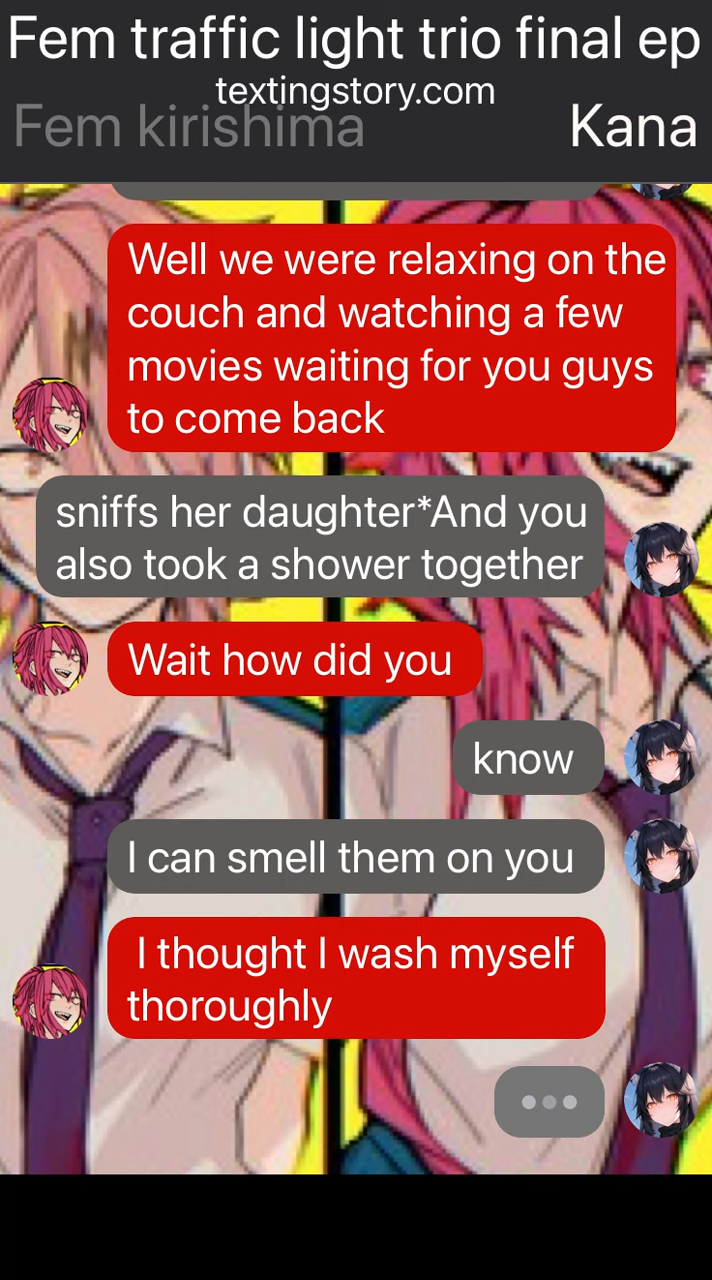 Fem traffic light trio final ep
textingstory.com
Fem kirishima
Kana
Well we were relaxing on the
couch and watching a few
movies waiting for you guys
to come back
sniffs her daughter*And you
also took a shower together
Wait how did you
know
I can smell them on you
I thought I wash myself
thoroughly